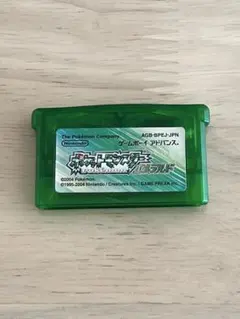 The Pokémon Company
AGB-BPEJ-JPN
Nintendo
ゲームボーイ アドバンス
ポケットモンスター
エメラルド
©2004 Pokémon.
©1995-2004 Nintendo / Creatures inc. / GAME FREAK inc.